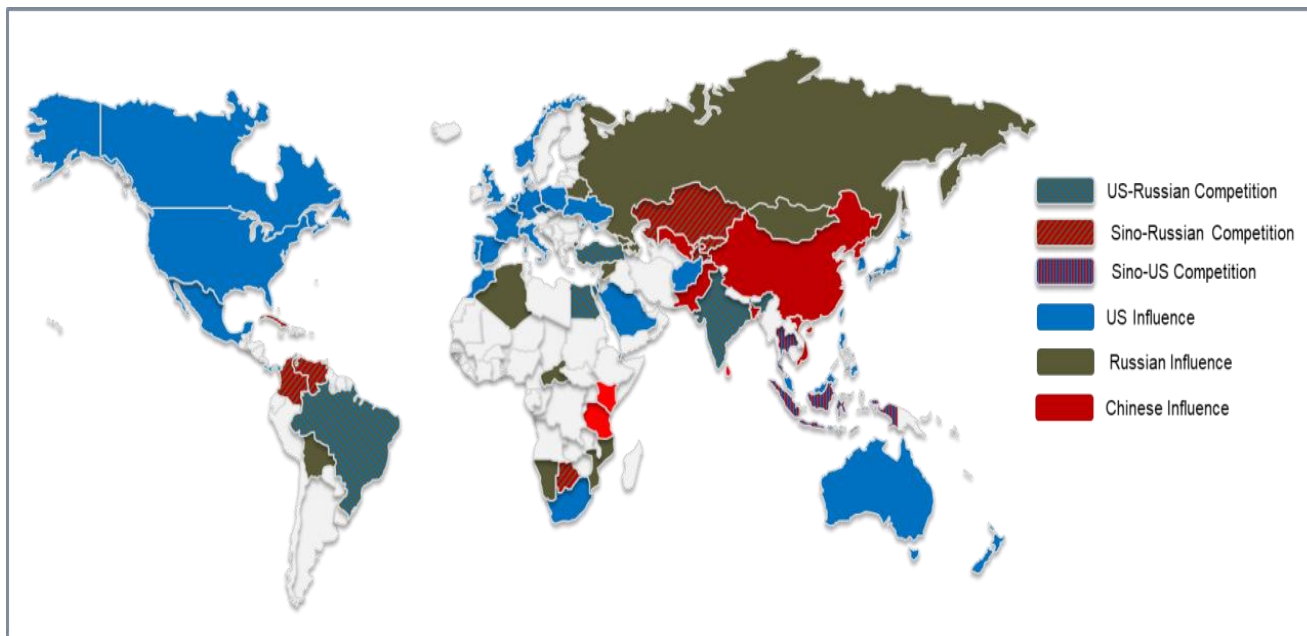 US-Russian Competition
Sino-Russian Competition
Sino-US Competition
US Influence
Russian Influence
Chinese Influence